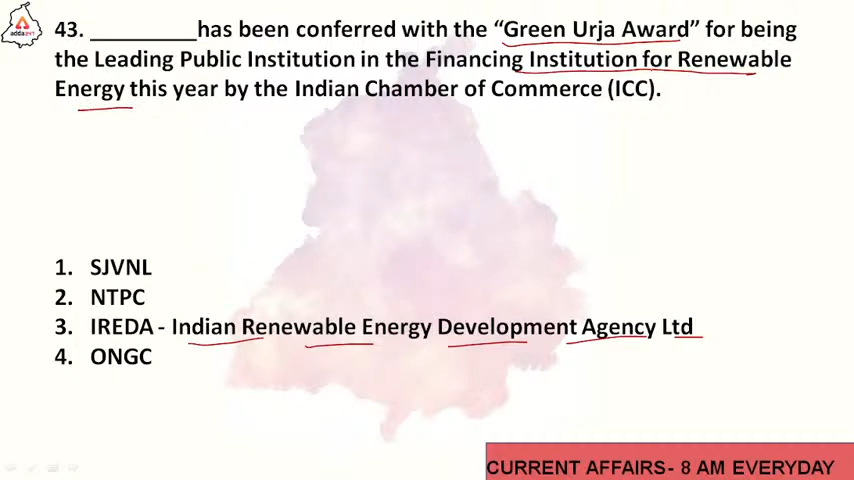 adda247
43. _________has been conferred with the “Green Urja Award” for being
the Leading Public Institution in the Financing Institution for Renewable
Energy this year by the Indian Chamber of Commerce (ICC).
1. SJVNL
2. NTPC
3. IREDA - Indian Renewable Energy Development Agency Ltd
4. ONGC
CURRENT AFFAIRS- 8 AM EVERYDAY